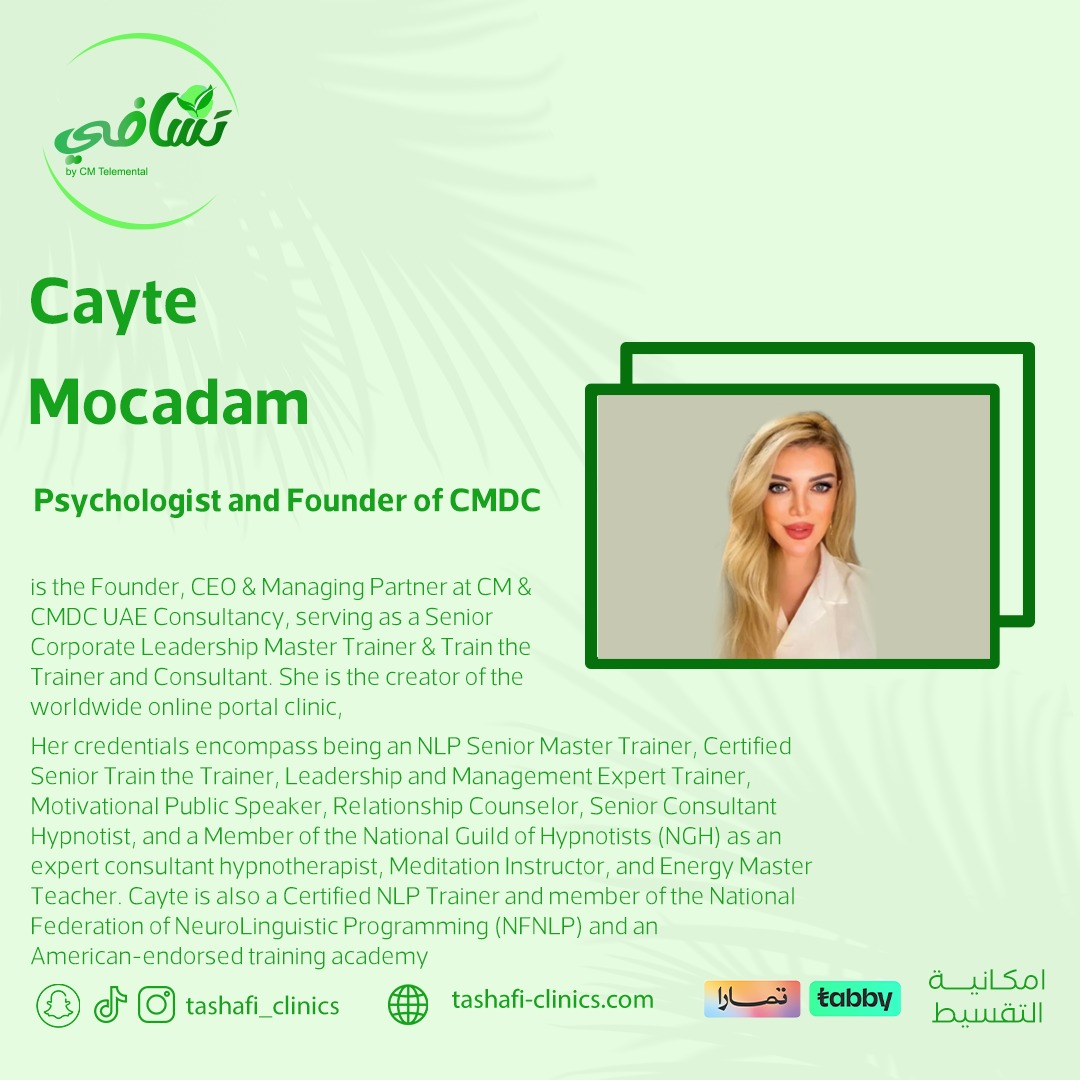 تشافي
by CM Telemental
Cayte
Mocadam
Psychologist and Founder of CMDC
is the Founder, CEO & Managing Partner at CM &
CMDC UAE Consultancy, serving as a Senior
Corporate Leadership Master Trainer & Train the
Trainer and Consultant. She is the creator of the
worldwide online portal clinic,
Her credentials encompass being an NLP Senior Master Trainer, Certified
Senior Train the Trainer, Leadership and Management Expert Trainer,
Motivational Public Speaker, Relationship Counselor, Senior Consultant
Hypnotist, and a Member of the National Guild of Hypnotists (NGH) as an
expert consultant hypnotherapist, Meditation Instructor, and Energy Master
Teacher. Cayte is also a Certified NLP Trainer and member of the National
Federation of NeuroLinguistic Programming (NFNLP) and an
American-endorsed training academy
tashafi_clinics
tashafi-clinics.com
تمارا
tabby
امكانيـــة
التقسيط